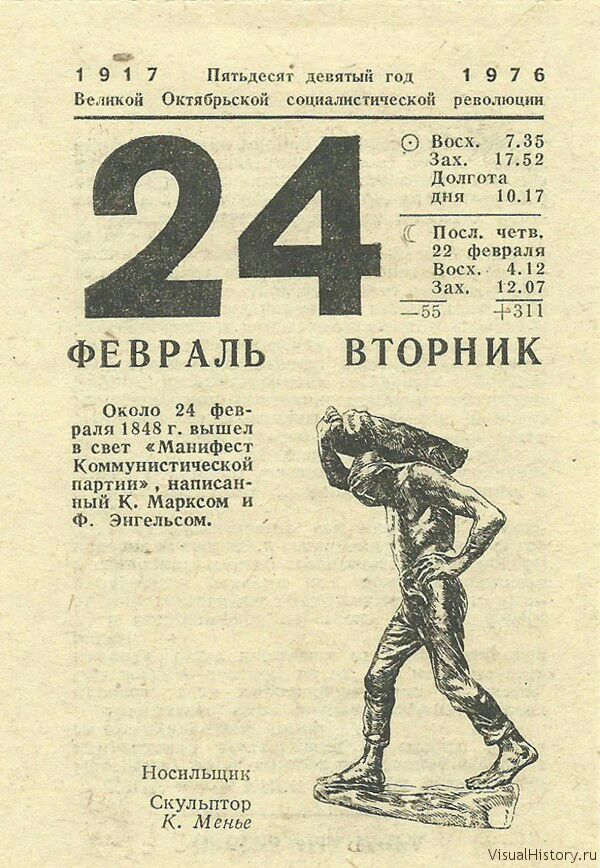 1917 Пятьдесят девятый год 1976
Великой Октябрьской социалистической революции
24
Восх. 7.35
Зах. 17.52
Долгота
дня 10.17
Посл. четв.
22 февраля
Восх. 4.12
Зах. 12.07
—55 +311
ФЕВРАЛЬ ВТОРНИК
Около 24 фев-
раля 1848 г. вышел
в свет «Манифест
Коммунистической
партии», написан-
ный К. Марксом и
Ф. Энгельсом.
Носильщик
Скульптор
К. Менье
VisualHistory.ru